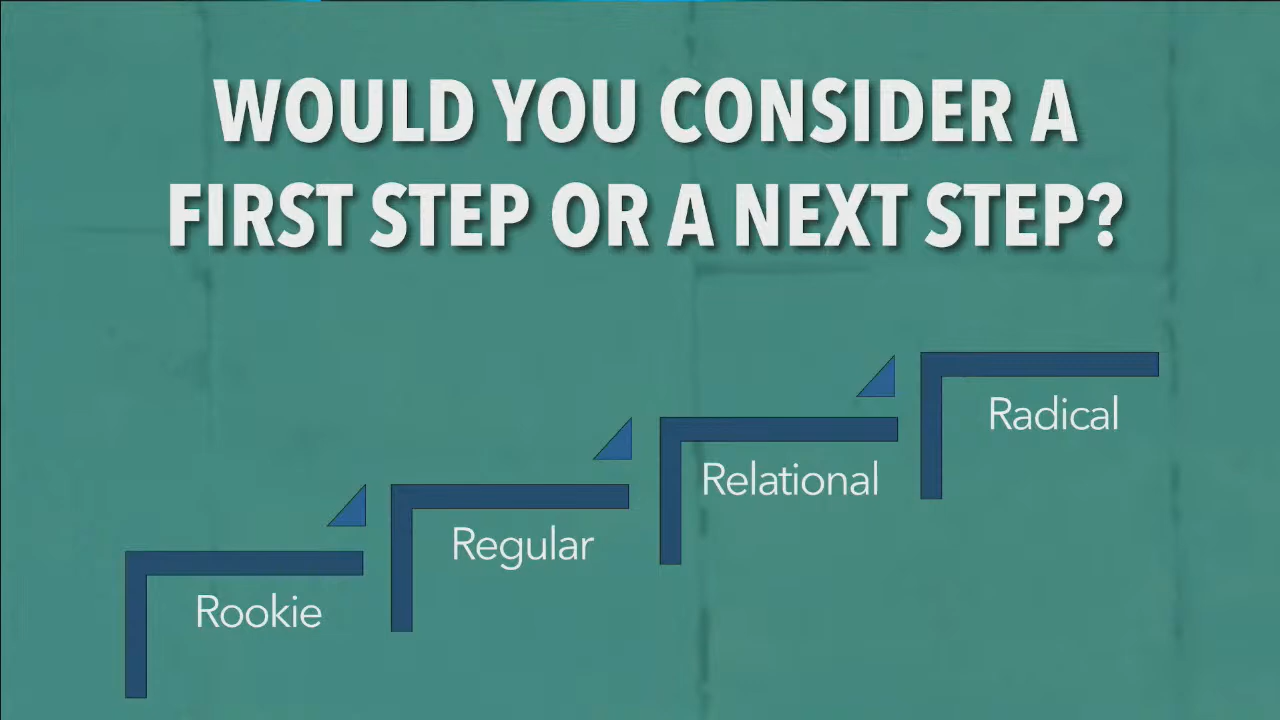 WOULD YOU CONSIDER A
FIRST STEP OR A NEXT STEP?
Radical
Relational
Regular
Rookie